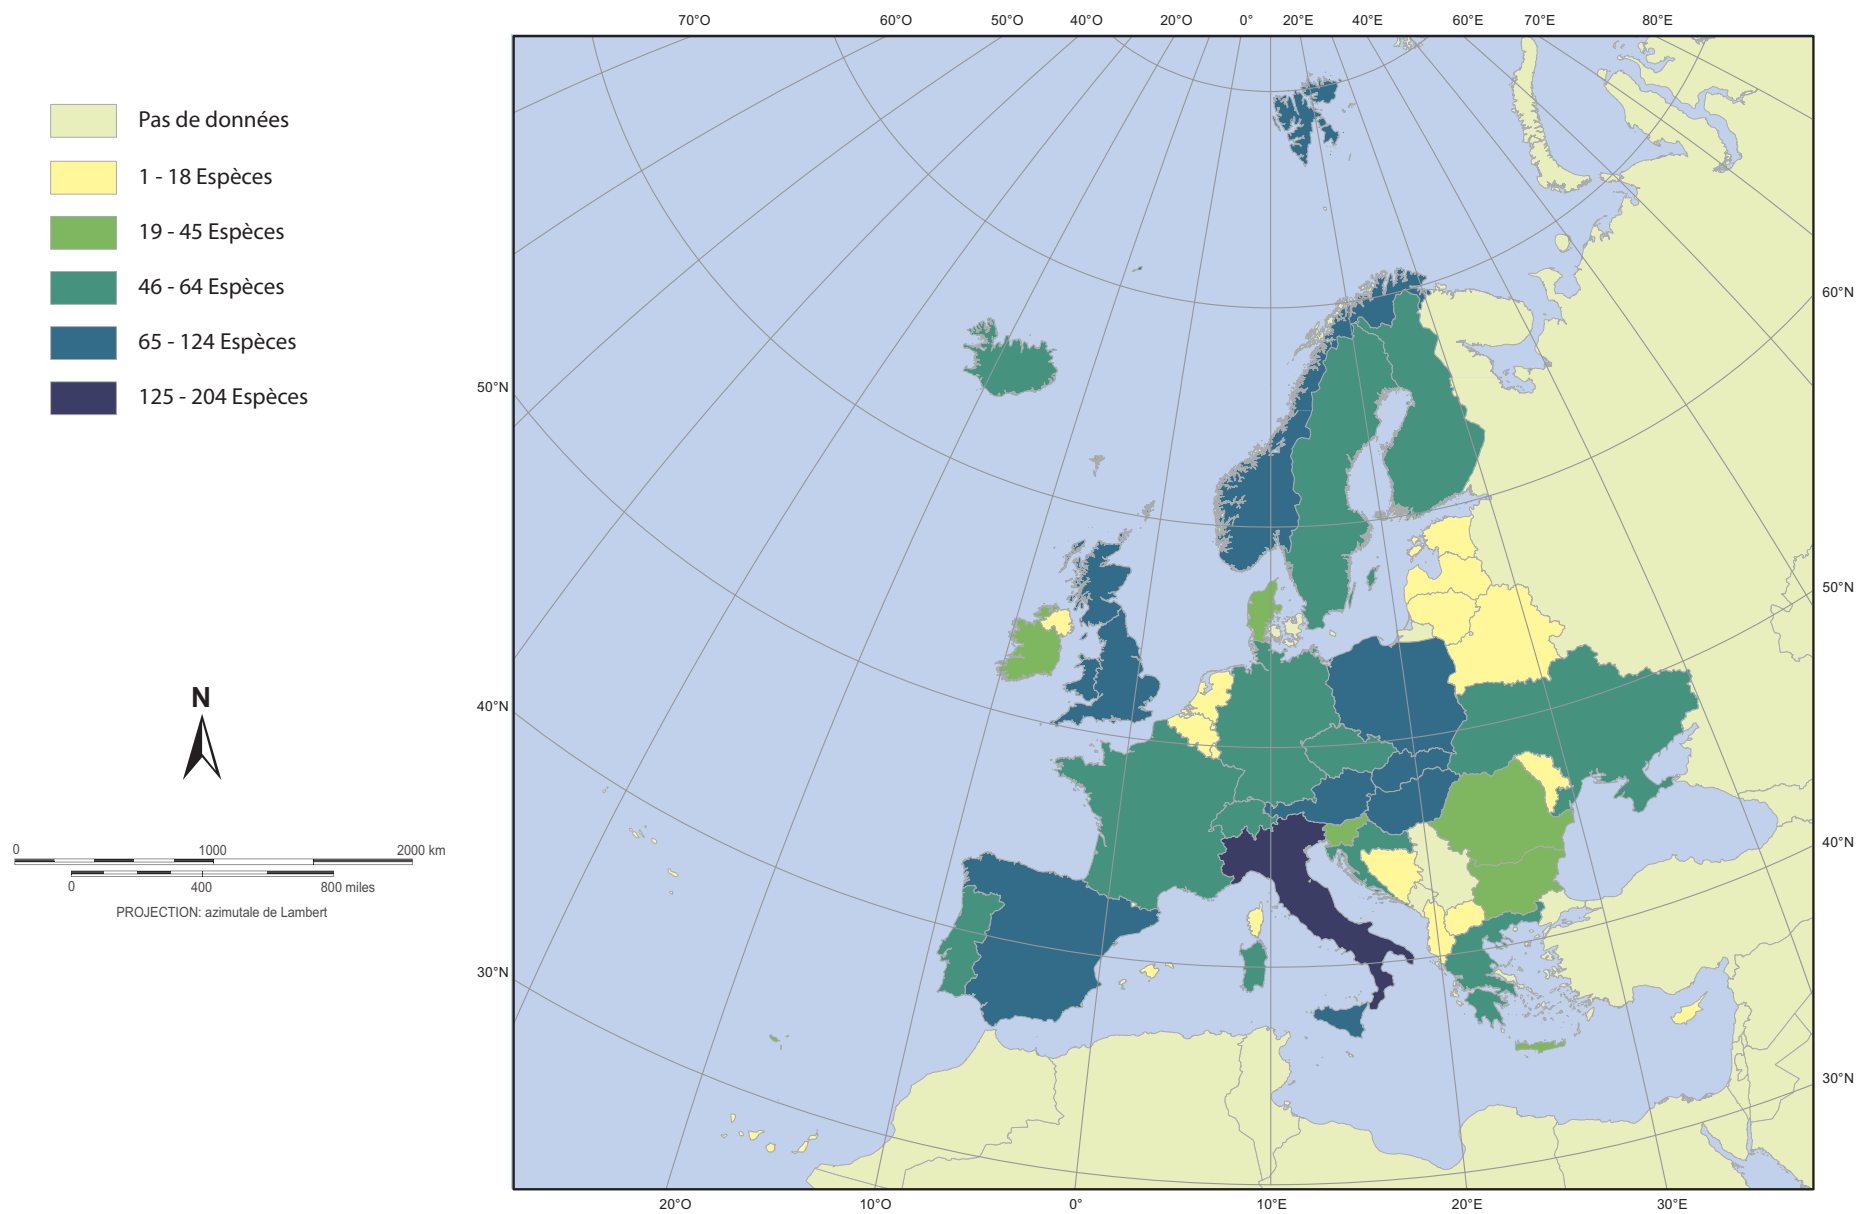 70°O
60°O
50°O
40°O
20°O
0°
20°E
40°E
60°E
70°E
80°E
Pas de données
1 - 18 Espèces
19 - 45 Espèces
46 - 64 Espèces
65 - 124 Espèces
125 - 204 Espèces
60°N
50°N
50°N
40°N
40°N
30°N
30°N
N
0
1000
2000 km
0
400
800 miles
PROJECTION: azimutale de Lambert
20°O
10°O
0°
10°E
20°E
30°E